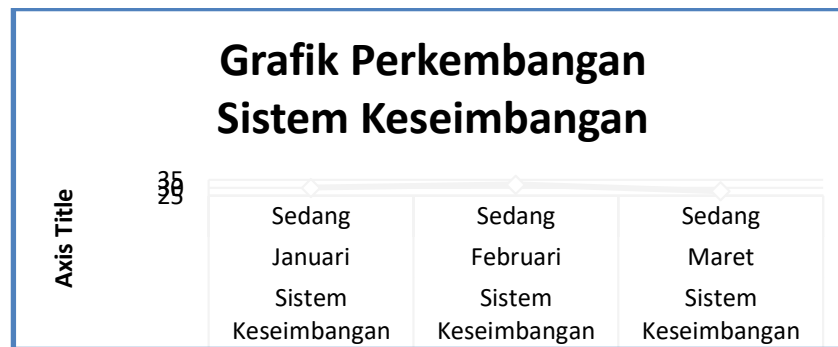 Grafik Perkembangan
Sistem Keseimbangan
Axis Title
35
30
25
Sedang Sedang Sedang
Januari Februari Maret
Sistem Sistem Sistem
Keseimbangan Keseimbangan Keseimbangan